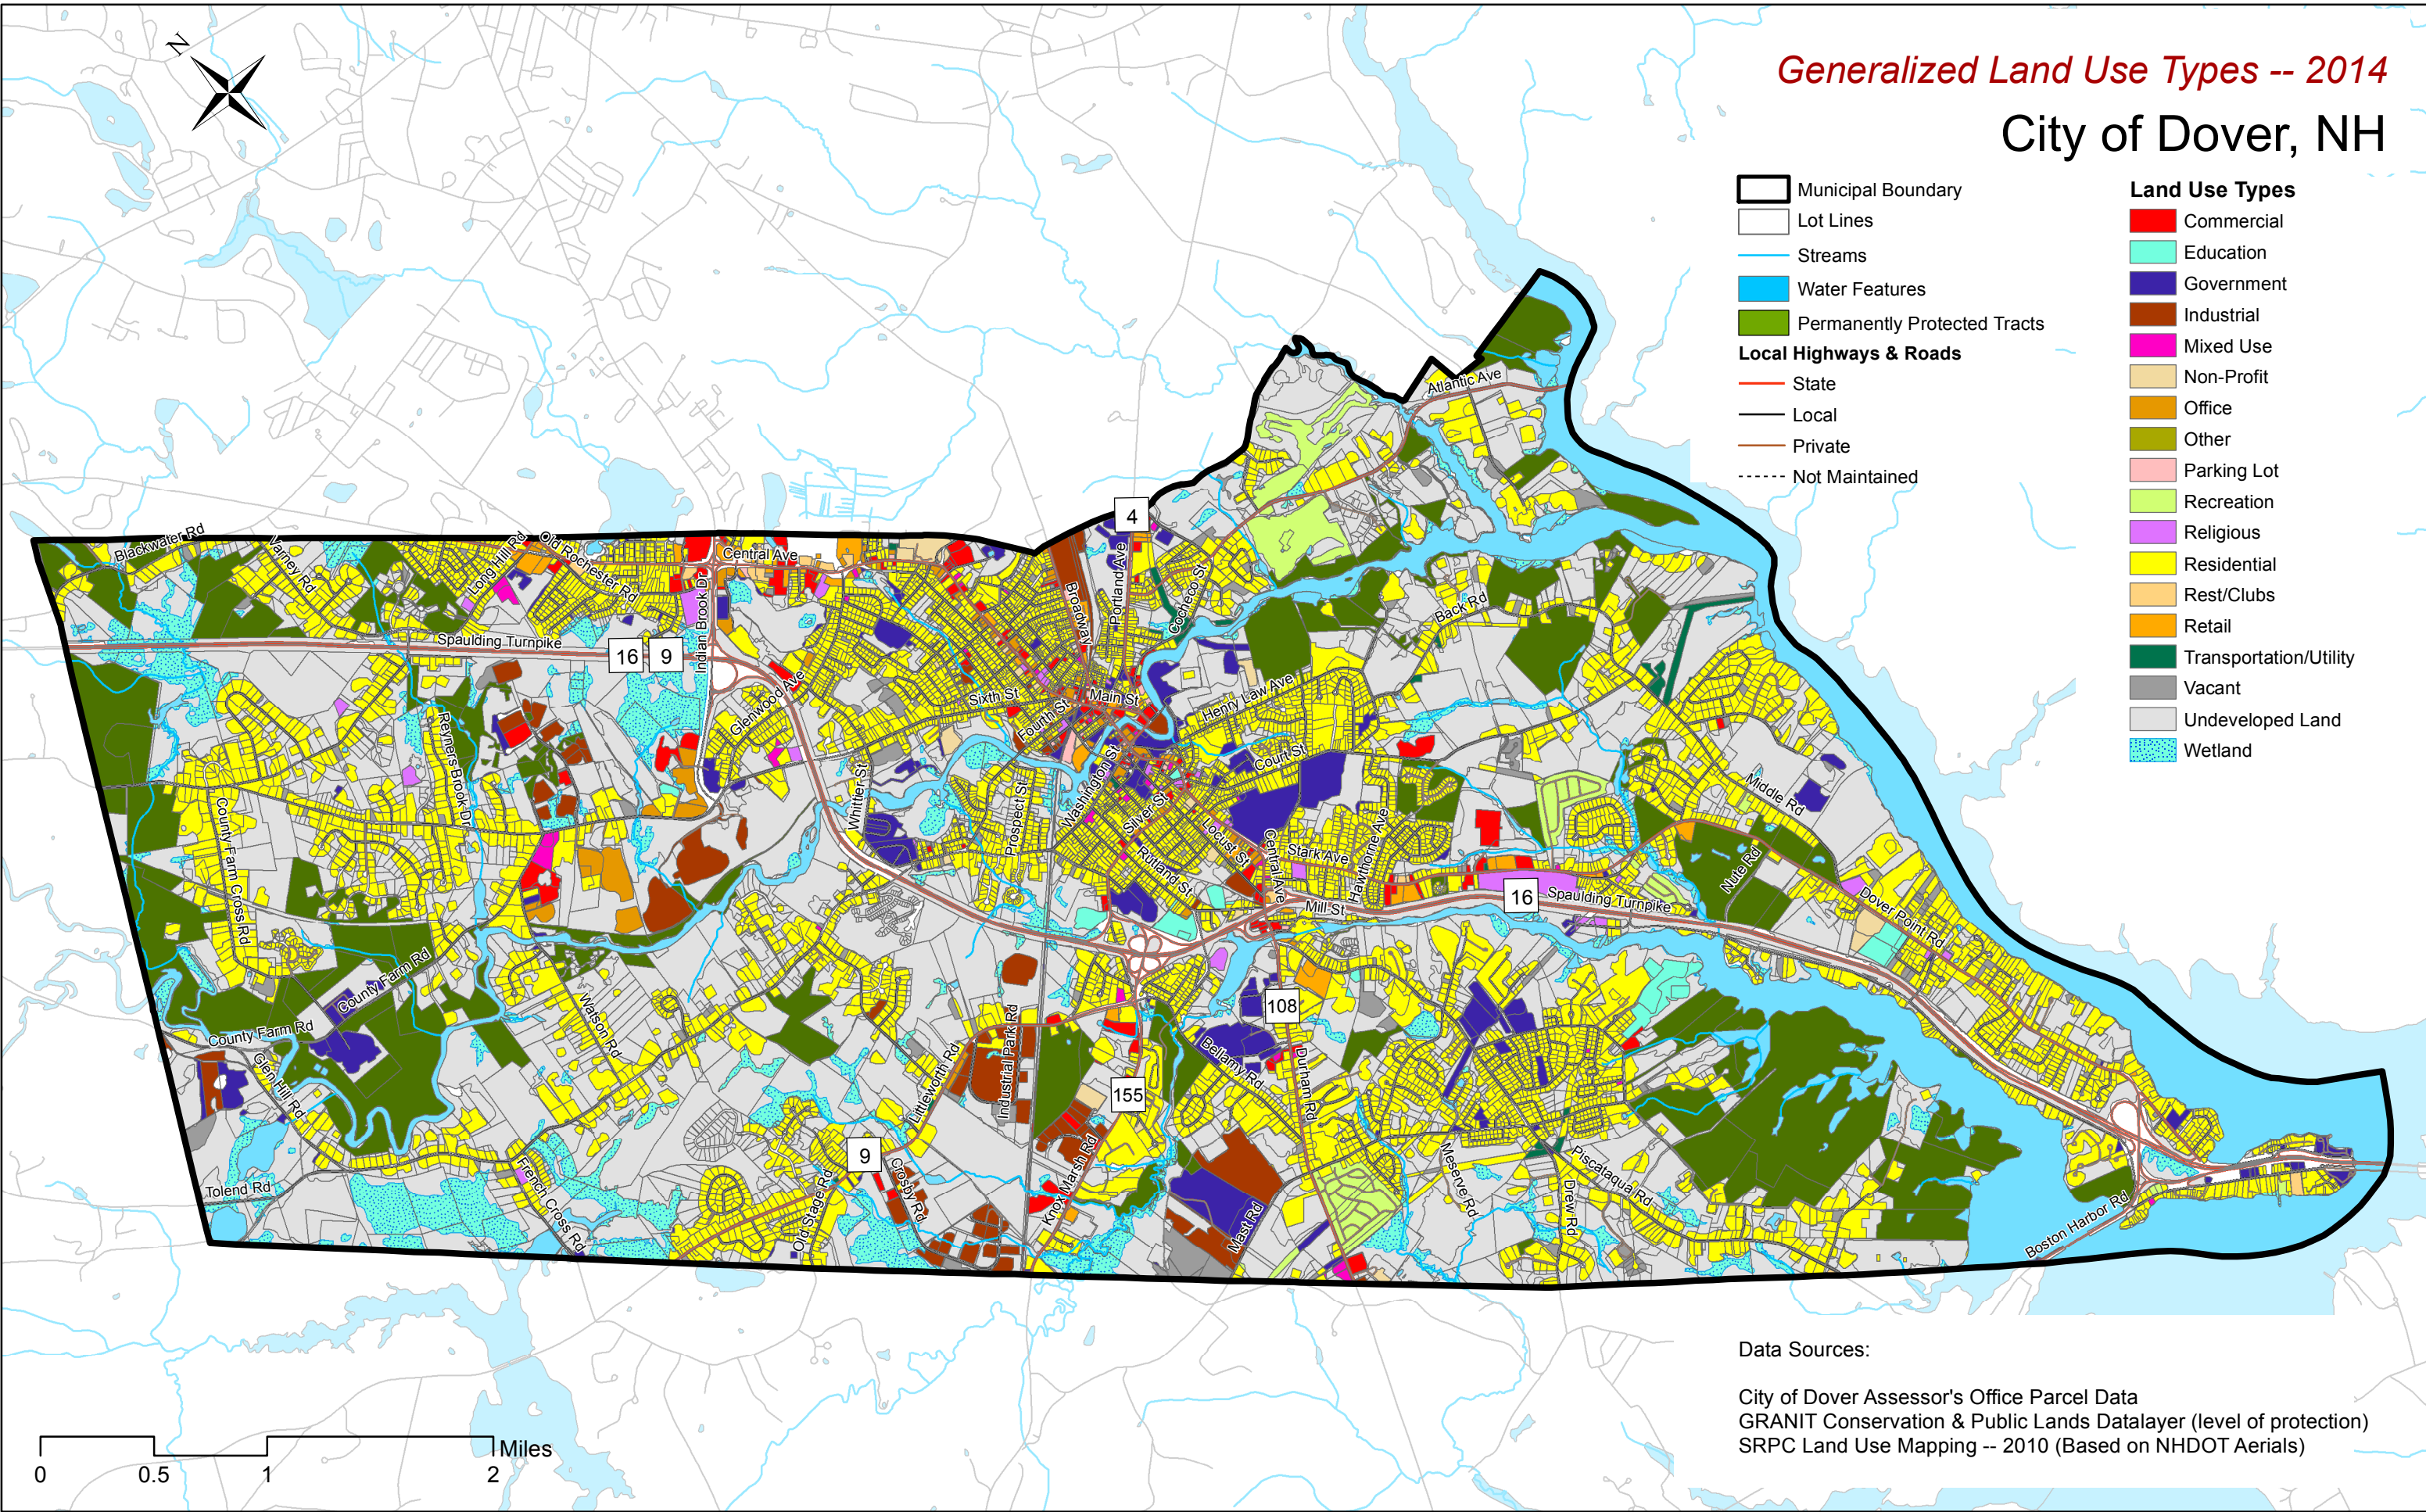 N
Generalized Land Use Types -- 2014
City of Dover, NH
Municipal Boundary
Lot Lines
Streams
Water Features
Permanently Protected Tracts
Local Highways & Roads
State
Local
Private
Not Maintained
Land Use Types
Commercial
Education
Government
Industrial
Mixed Use
Non-Profit
Office
Other
Parking Lot
Recreation
Religious
Residential
Rest/Clubs
Retail
Transportation/Utility
Vacant
Undeveloped Land
Wetland
Atlantic Ave
4
Blackwater Rd
Varney Rd
Long Hill Rd
Old Rochester Rd
Central Ave
Indian Brook Dr
Broadway
Portland Ave
Cocheco St
Back Rd
Spaulding Turnpike
16
9
Glenwood Ave
Sixth St
Main St
Fourth St
Henry Law Ave
Court St
Reyners Brook Dr
County Farm Cross Rd
Whittier St
Prospect St
Washington St
Silver St
Locust St
Rutland St
Central Ave
Stark Ave
Hawthorne Ave
Mill St
Middle Rd
Nute Rd
16
Spaulding Turnpike
Dover Point Rd
County Farm Rd
County Farm Rd
Glen Hill Rd
Watson Rd
Littleworth Rd
Industrial Park Rd
108
155
Bellamy Rd
Durham Rd
9
Tolend Rd
French Cross Rd
Old Stage Rd
Crosby Rd
Knox Marsh Rd
Mast Rd
Meserve Rd
Drew Rd
Piscataqua Rd
Boston Harbor Rd
Data Sources:
City of Dover Assessor's Office Parcel Data
GRANIT Conservation & Public Lands Datalayer (level of protection)
SRPC Land Use Mapping -- 2010 (Based on NHDOT Aerials)
Miles
0 0.5 1 2